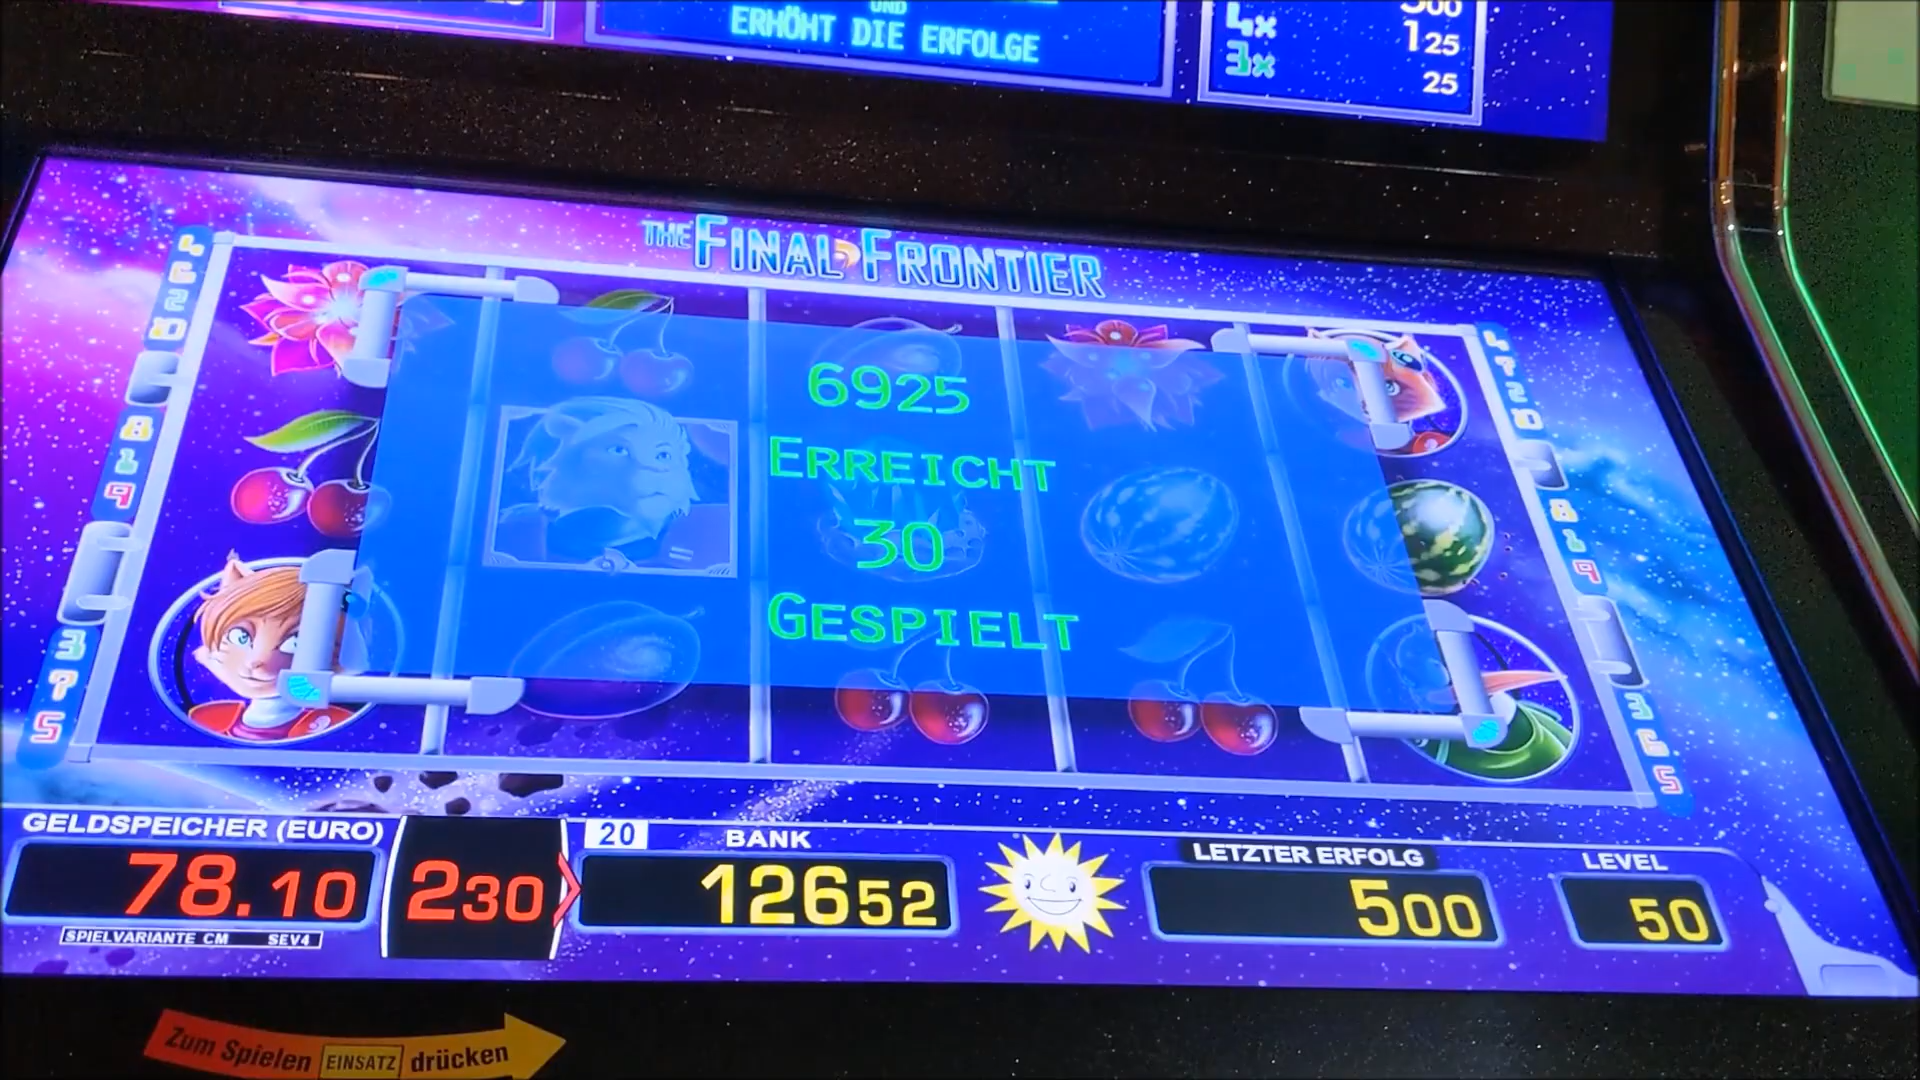 UND
ERHÖHT DIE ERFOLGE
4x 125
3x 25
THE FINAL FRONTIER
6925
ERREICHT
30
GESPIELT
GELDSPEICHER (EURO)
78.10
SPIELVARIANTE CM SEV4
230
20
BANK
12652
LETZTER ERFOLG
500
LEVEL
50
Zum Spielen EINSATZ drücken